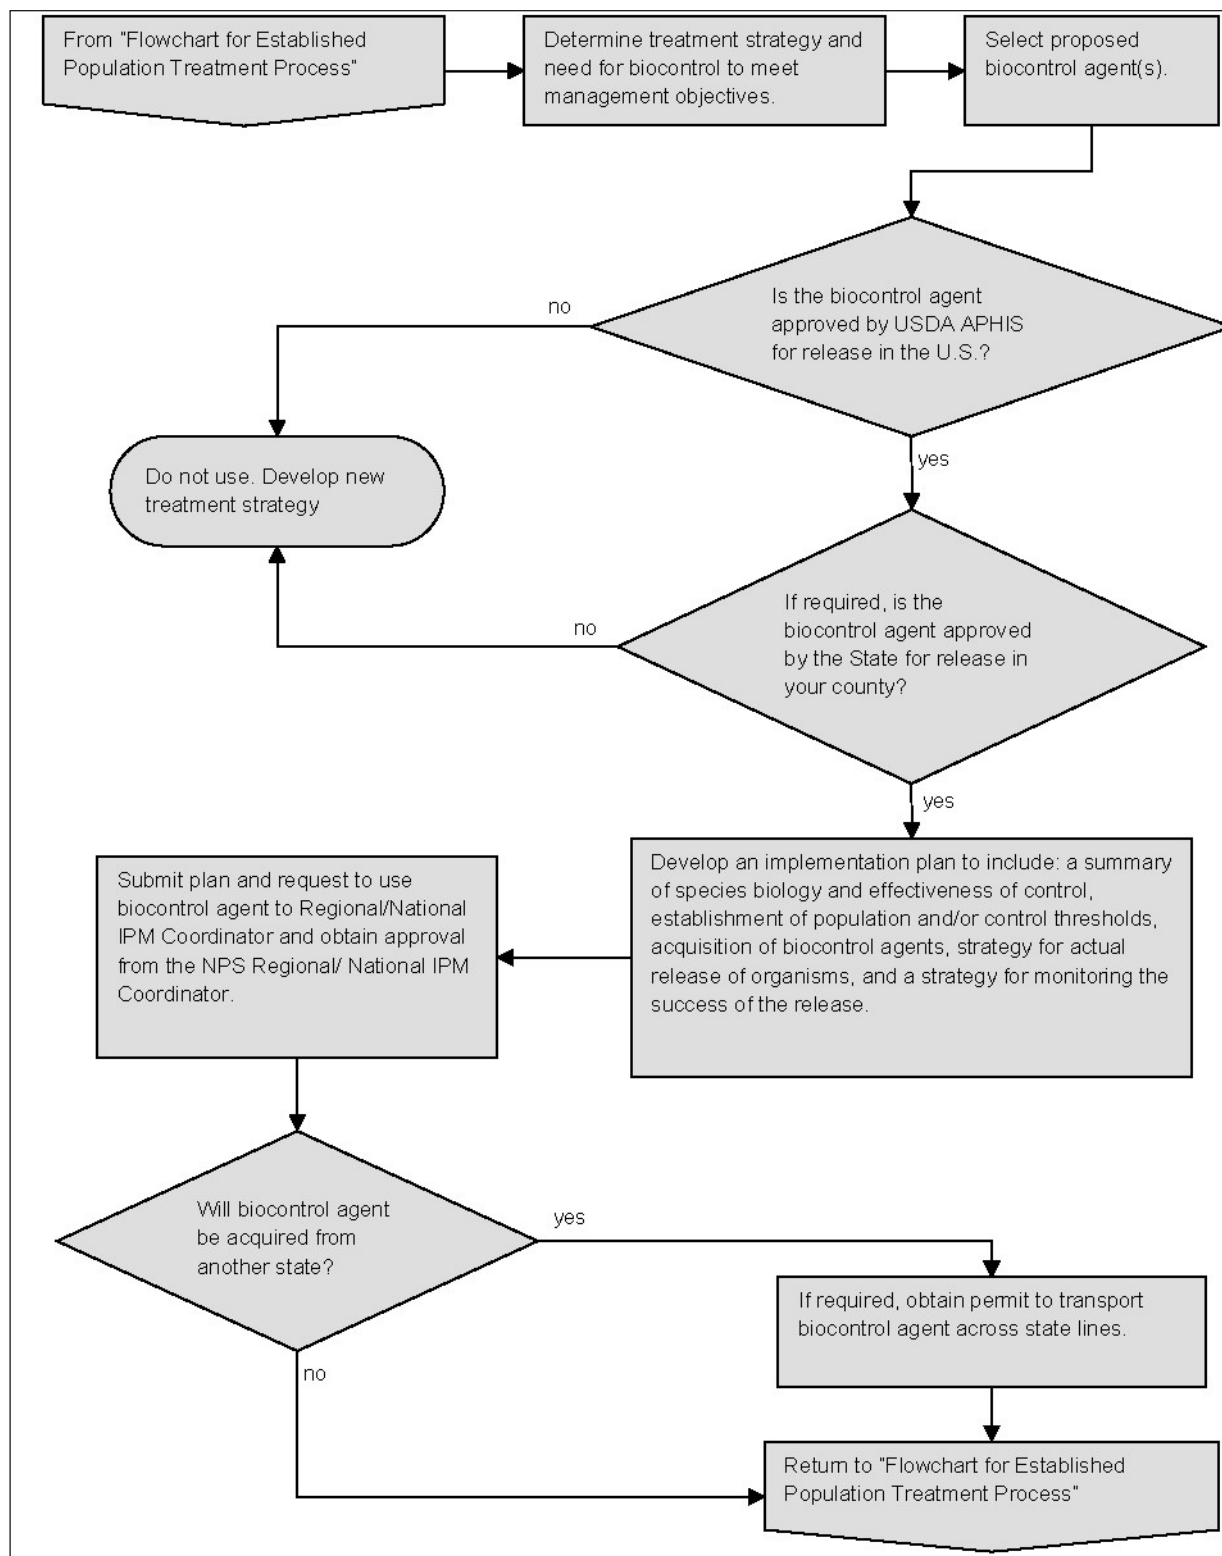 From "Flowchart for Established
Population Treatment Process"
Determine treatment strategy and
need for biocontrol to meet
management objectives.
Select proposed
biocontrol agent(s).
Is the biocontrol agent
approved by USDA APHIS
for release in the U.S.?
no
yes
Do not use. Develop new
treatment strategy
If required, is the
biocontrol agent approved
by the State for release in
your county?
no
yes
Develop an implementation plan to include: a summary
of species biology and effectiveness of control,
establishment of population and/or control thresholds,
acquisition of biocontrol agents, strategy for actual
release of organisms, and a strategy for monitoring the
success of the release.
Submit plan and request to use
biocontrol agent to Regional/National
IPM Coordinator and obtain approval
from the NPS Regional/ National IPM
Coordinator.
Will biocontrol agent
be acquired from
another state?
yes
no
If required, obtain permit to transport
biocontrol agent across state lines.
Return to "Flowchart for Established
Population Treatment Process"